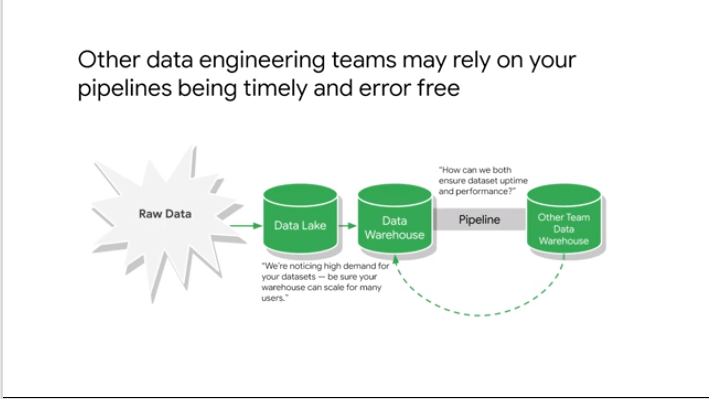 Other data engineering teams may rely on your
pipelines being timely and error free
"How can we both
ensure dataset uptime
and performance?"
Raw Data
Data Lake
Data
Warehouse
Pipeline
Other Team
Data
Warehouse
"We're noticing high demand for
your datasets — be sure your
warehouse can scale for many
users."